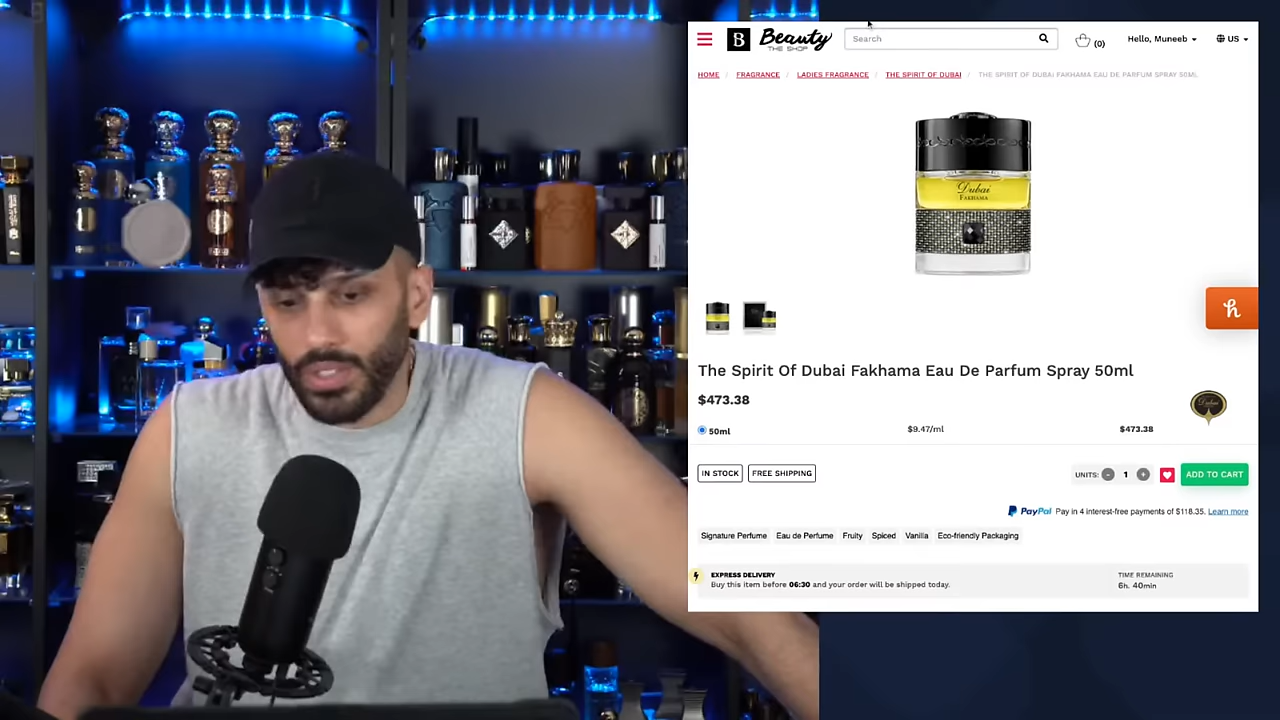 B Beauty
THE SHOP
Search
(0)
Hello, Muneeb
US
HOME / FRAGRANCE / LADIES FRAGRANCE / THE SPIRIT OF DUBAI / THE SPIRIT OF DUBAI FAKHAMA EAU DE PARFUM SPRAY 50ML
Dubai
FAKHAMA
h
The Spirit Of Dubai Fakhama Eau De Parfum Spray 50ml
$473.38
Dubai
50ml $9.47/ml $473.38
IN STOCK FREE SHIPPING UNITS: - 1 + ADD TO CART
PayPal Pay in 4 interest-free payments of $118.35. Learn more
Signature Perfume Eau de Perfume Fruity Spiced Vanilla Eco-friendly Packaging
EXPRESS DELIVERY TIME REMAINING
Buy this item before 06:30 and your order will be shipped today. 6h. 40min